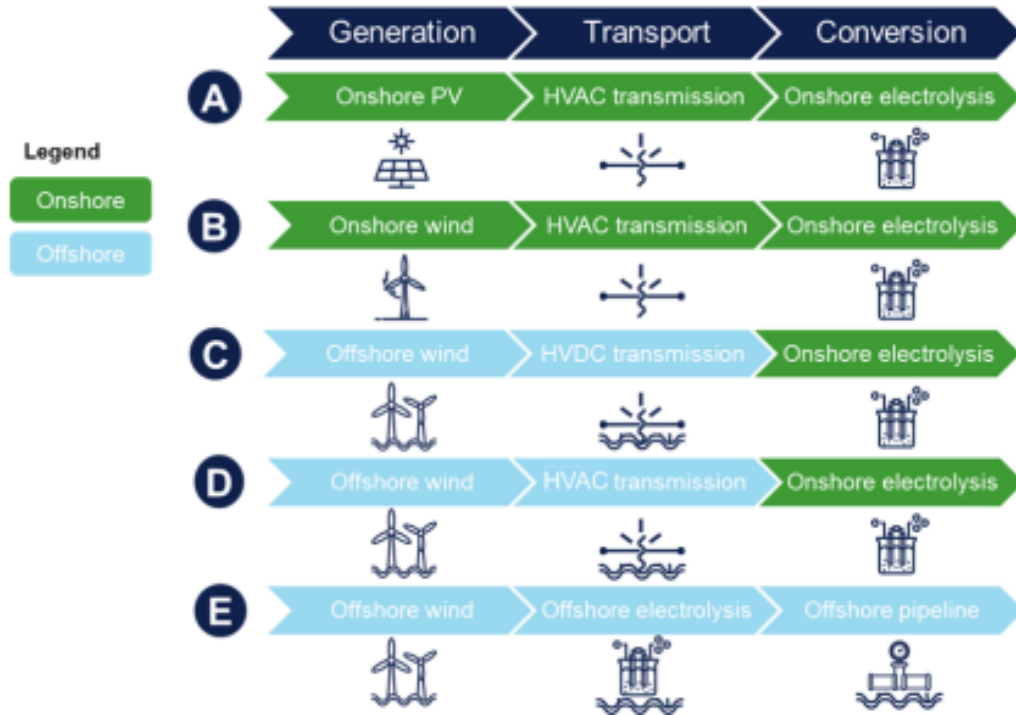 Generation Transport Conversion
A Onshore PV HVAC transmission Onshore electrolysis
Legend
Onshore
Offshore
B Onshore wind HVAC transmission Onshore electrolysis
C Offshore wind HVDC transmission Onshore electrolysis
D Offshore wind HVAC transmission Onshore electrolysis
E Offshore wind Offshore electrolysis Offshore pipeline